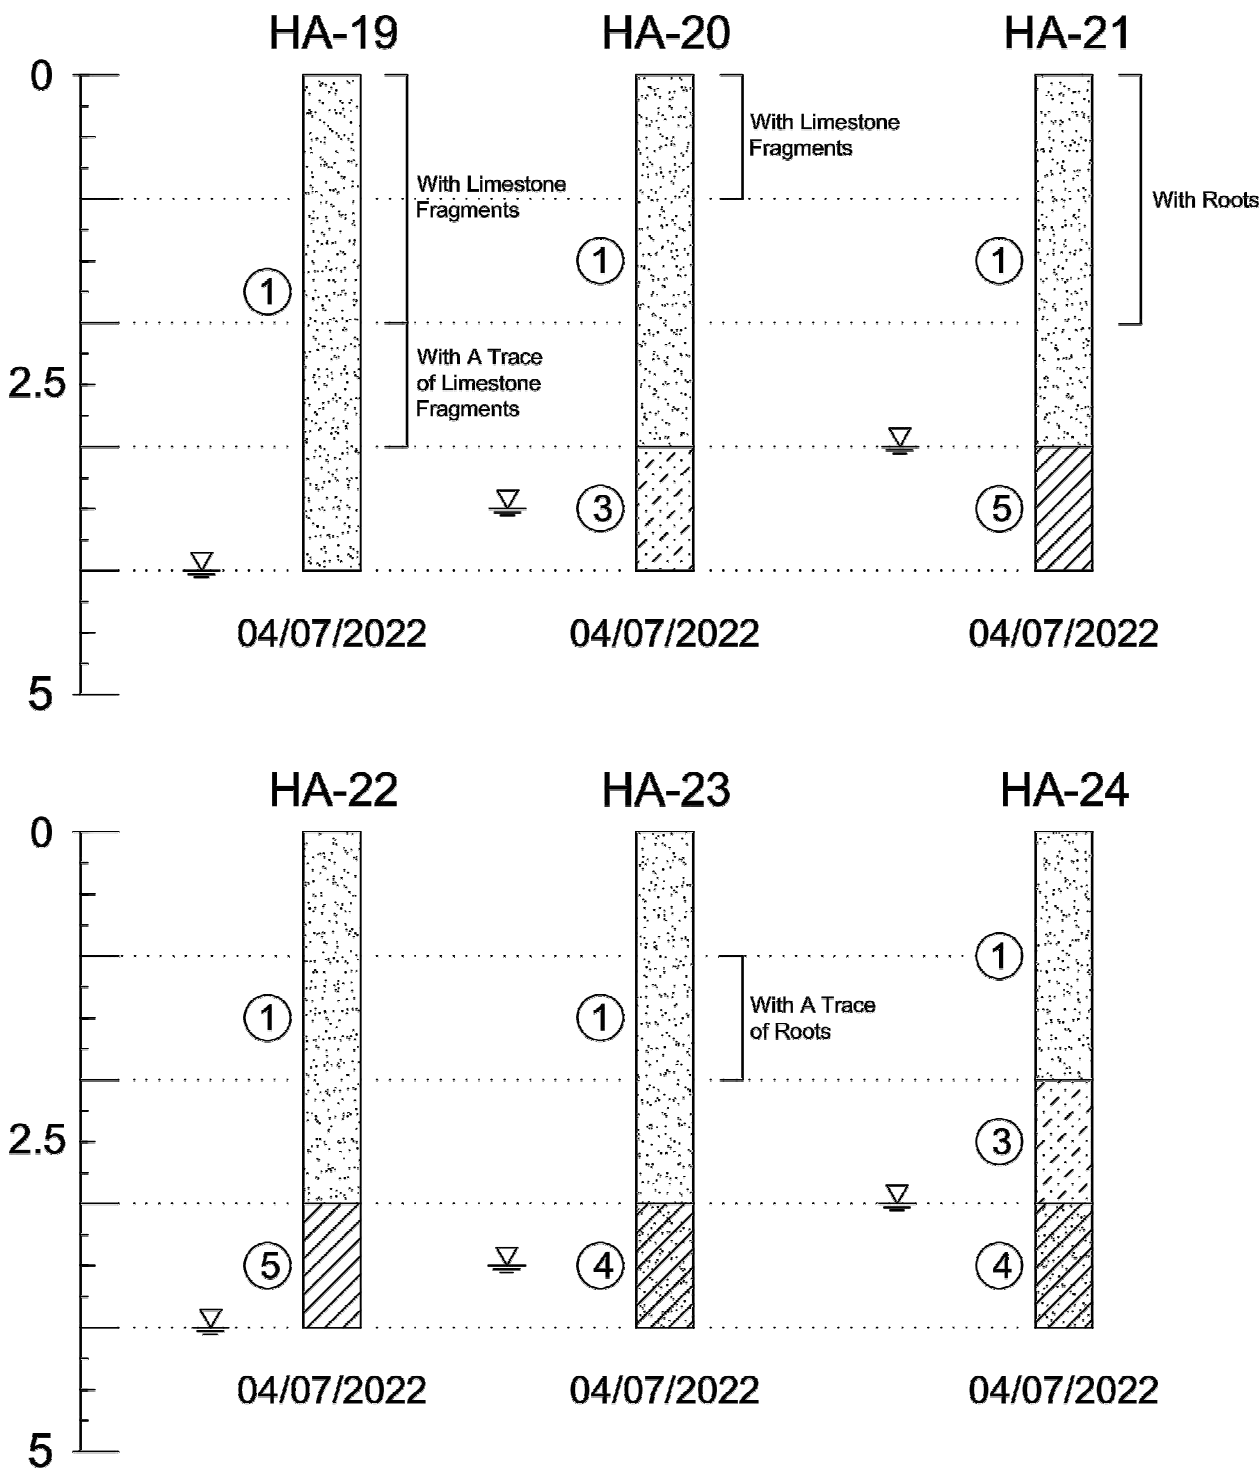 HA-19 HA-20 HA-21
0
With Limestone
Fragments
With Limestone
Fragments
With Roots
1 1 1
With A Trace
of Limestone
Fragments
2.5
3 5
04/07/2022 04/07/2022 04/07/2022
5
HA-22 HA-23 HA-24
0
1
With A Trace
of Roots
1 1
2.5
3
5 4 4
04/07/2022 04/07/2022 04/07/2022
5